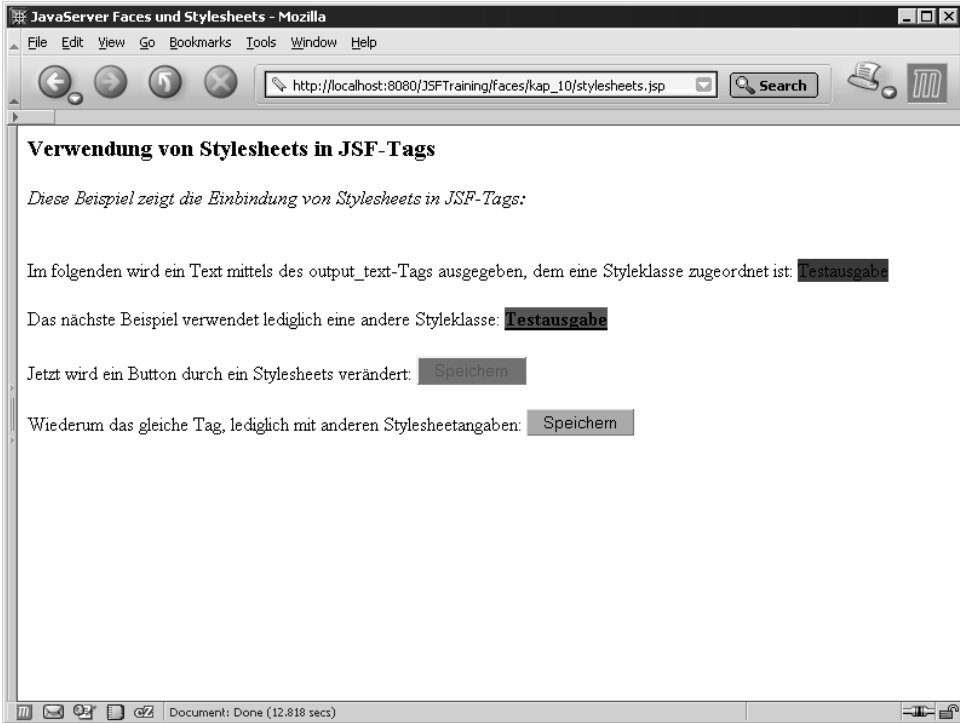 JavaServer Faces und Stylesheets - Mozilla
File Edit View Go Bookmarks Tools Window Help
http://localhost:8080/JSFTraining/faces/kap_10/stylesheets.jsp Search
Verwendung von Stylesheets in JSF-Tags
Diese Beispiel zeigt die Einbindung von Stylesheets in JSF-Tags:
Im folgenden wird ein Text mittels des output_text-Tags ausgegeben, dem eine Styleklasse zugeordnet ist: Testausgabe
Das nächste Beispiel verwendet lediglich eine andere Styleklasse: Testausgabe
Jetzt wird ein Button durch ein Stylesheets verändert: Speichern
Wiederum das gleiche Tag, lediglich mit anderen Stylesheetangaben: Speichern
Document: Done (12.818 secs)